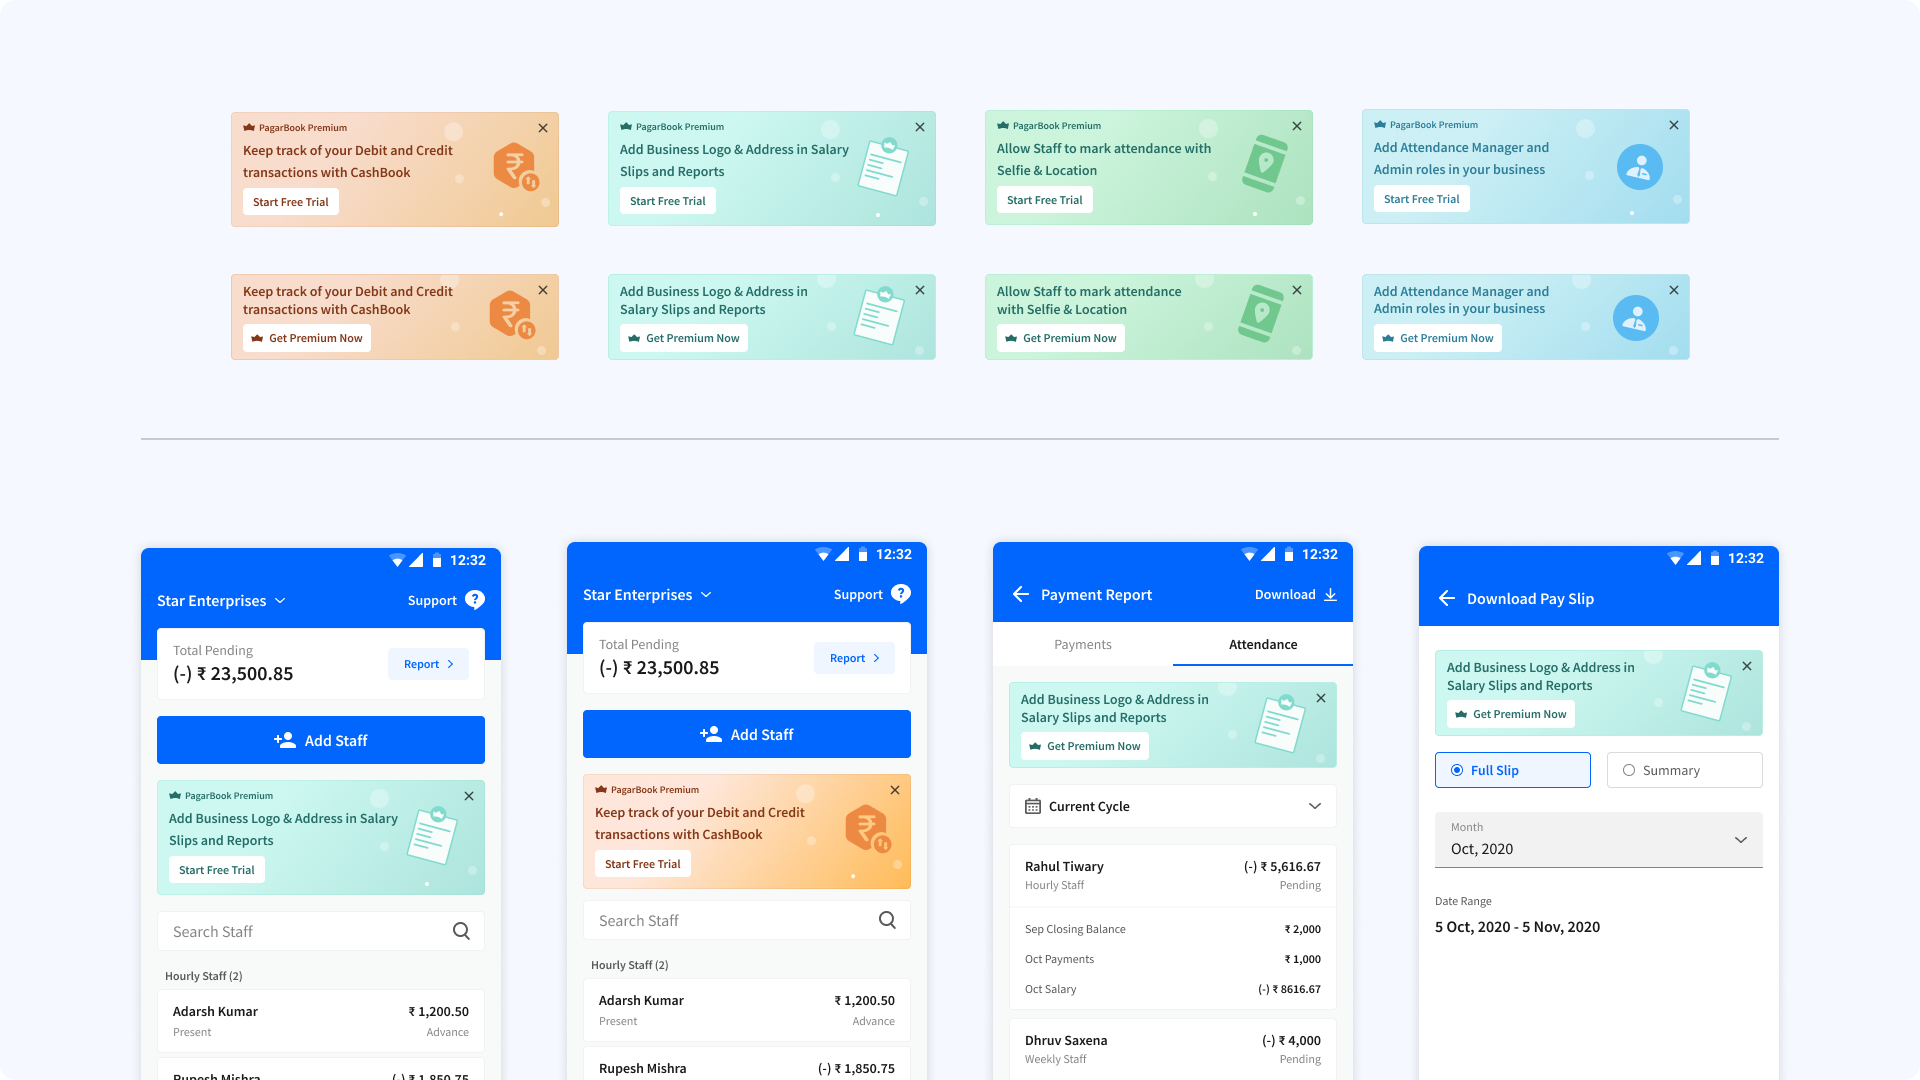 PagarBook Premium
Keep track of your Debit and Credit
transactions with CashBook
Start Free Trial
PagarBook Premium
Add Business Logo & Address in Salary
Slips and Reports
Start Free Trial
PagarBook Premium
Allow Staff to mark attendance with
Selfie & Location
Start Free Trial
PagarBook Premium
Add Attendance Manager and
Admin roles in your business
Start Free Trial
Keep track of your Debit and Credit
transactions with CashBook
Get Premium Now
Add Business Logo & Address in
Salary Slips and Reports
Get Premium Now
Allow Staff to mark attendance
with Selfie & Location
Get Premium Now
Add Attendance Manager and
Admin roles in your business
Get Premium Now
12:32
Star Enterprises
Support ?
Total Pending
(-) ₹ 23,500.85
Report
Add Staff
PagarBook Premium
Add Business Logo & Address in Salary
Slips and Reports
Start Free Trial
Search Staff
Hourly Staff (2)
Adarsh Kumar ₹ 1,200.50
Present Advance
Rupesh Mishra (-) ₹ 1,850.75
12:32
Star Enterprises
Support ?
Total Pending
(-) ₹ 23,500.85
Report
Add Staff
PagarBook Premium
Keep track of your Debit and Credit
transactions with CashBook
Start Free Trial
Search Staff
Hourly Staff (2)
Adarsh Kumar ₹ 1,200.50
Present Advance
Rupesh Mishra (-) ₹ 1,850.75
12:32
Payment Report Download
Payments Attendance
Add Business Logo & Address in
Salary Slips and Reports
Get Premium Now
Current Cycle
Rahul Tiwary (-) ₹ 5,616.67
Hourly Staff Pending
Sep Closing Balance ₹ 2,000
Oct Payments ₹ 1,000
Oct Salary (-) ₹ 8616.67
Dhruv Saxena (-) ₹ 4,000
Weekly Staff Pending
12:32
Download Pay Slip
Add Business Logo & Address in
Salary Slips and Reports
Get Premium Now
Full Slip Summary
Month
Oct, 2020
Date Range
5 Oct, 2020 - 5 Nov, 2020